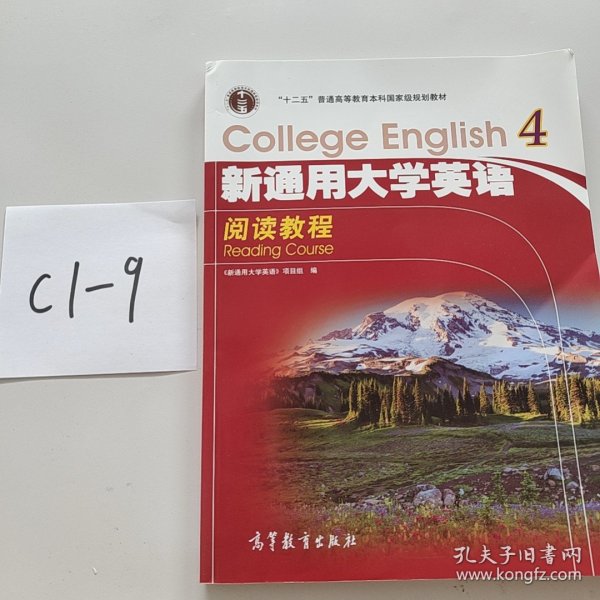 C1-9
十二五
"十二五"普通高等教育本科国家级规划教材
College English 4
新通用大学英语
阅读教程
Reading Course
《新通用大学英语》项目组 编
高等教育出版社
孔夫子旧书网
www.kongfz.com